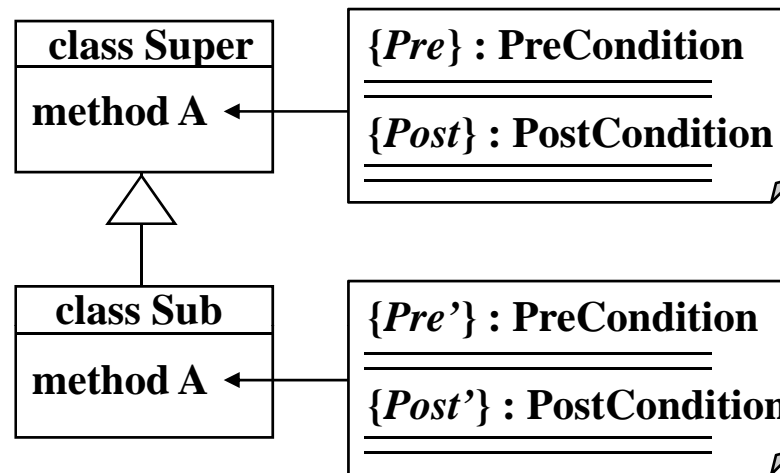 class Super
method A
{Pre} : PreCondition
{Post} : PostCondition
class Sub
method A
{Pre’} : PreCondition
{Post’} : PostCondition